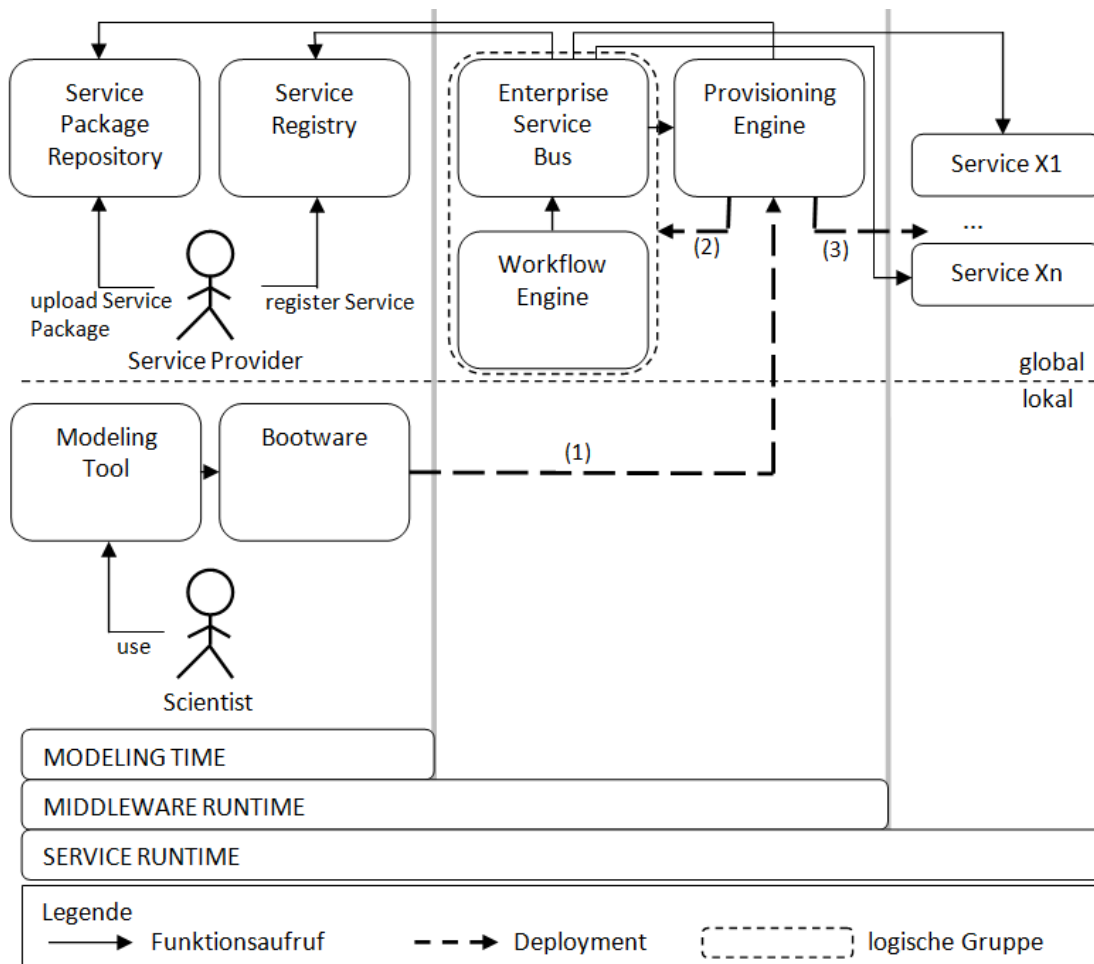 Service
Package
Repository
Service
Registry
Enterprise
Service
Bus
Provisioning
Engine
Service X1
...
Service Xn
Workflow
Engine
(2)
(3)
upload Service
Package
register Service
Service Provider
global
lokal
Modeling
Tool
Bootware
(1)
use
Scientist
MODELING TIME
MIDDLEWARE RUNTIME
SERVICE RUNTIME
Legende
Funktionsaufruf
Deployment
logische Gruppe